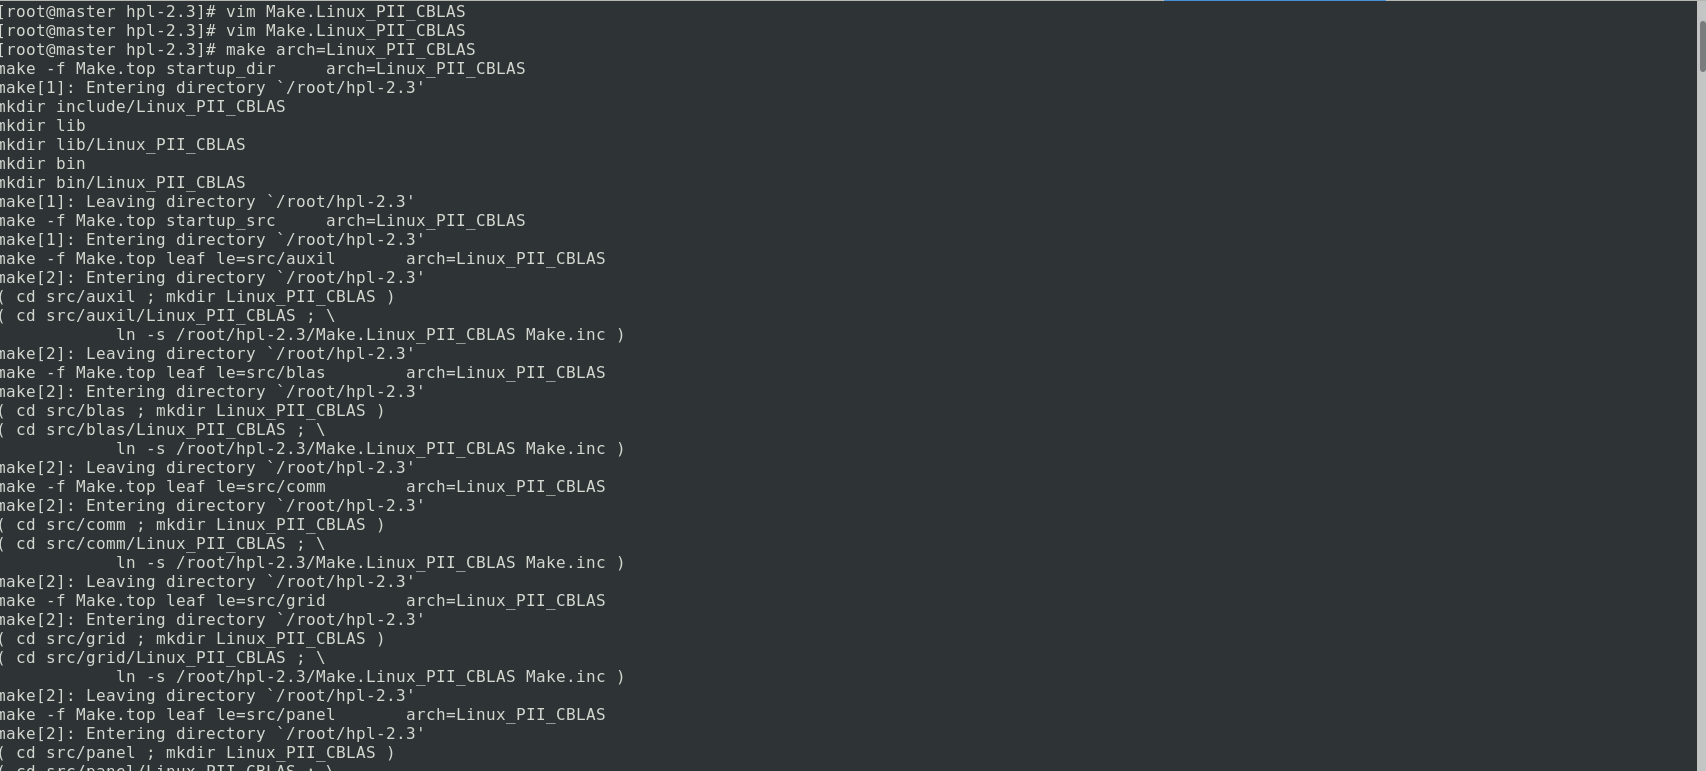 [root@master hpl-2.3]# vim Make.Linux_PII_CBLAS
[root@master hpl-2.3]# vim Make.Linux_PII_CBLAS
[root@master hpl-2.3]# make arch=Linux_PII_CBLAS
make -f Make.top startup_dir     arch=Linux_PII_CBLAS
make[1]: Entering directory `/root/hpl-2.3'
mkdir include/Linux_PII_CBLAS
mkdir lib
mkdir lib/Linux_PII_CBLAS
mkdir bin
mkdir bin/Linux_PII_CBLAS
make[1]: Leaving directory `/root/hpl-2.3'
make -f Make.top startup_src     arch=Linux_PII_CBLAS
make[1]: Entering directory `/root/hpl-2.3'
make -f Make.top leaf le=src/auxil       arch=Linux_PII_CBLAS
make[2]: Entering directory `/root/hpl-2.3'
( cd src/auxil ; mkdir Linux_PII_CBLAS )
( cd src/auxil/Linux_PII_CBLAS ; \
            ln -s /root/hpl-2.3/Make.Linux_PII_CBLAS Make.inc )
make[2]: Leaving directory `/root/hpl-2.3'
make -f Make.top leaf le=src/blas        arch=Linux_PII_CBLAS
make[2]: Entering directory `/root/hpl-2.3'
( cd src/blas ; mkdir Linux_PII_CBLAS )
( cd src/blas/Linux_PII_CBLAS ; \
            ln -s /root/hpl-2.3/Make.Linux_PII_CBLAS Make.inc )
make[2]: Leaving directory `/root/hpl-2.3'
make -f Make.top leaf le=src/comm        arch=Linux_PII_CBLAS
make[2]: Entering directory `/root/hpl-2.3'
( cd src/comm ; mkdir Linux_PII_CBLAS )
( cd src/comm/Linux_PII_CBLAS ; \
            ln -s /root/hpl-2.3/Make.Linux_PII_CBLAS Make.inc )
make[2]: Leaving directory `/root/hpl-2.3'
make -f Make.top leaf le=src/grid        arch=Linux_PII_CBLAS
make[2]: Entering directory `/root/hpl-2.3'
( cd src/grid ; mkdir Linux_PII_CBLAS )
( cd src/grid/Linux_PII_CBLAS ; \
            ln -s /root/hpl-2.3/Make.Linux_PII_CBLAS Make.inc )
make[2]: Leaving directory `/root/hpl-2.3'
make -f Make.top leaf le=src/panel       arch=Linux_PII_CBLAS
make[2]: Entering directory `/root/hpl-2.3'
( cd src/panel ; mkdir Linux_PII_CBLAS )
( cd src/panel/Linux_PII_CBLAS ; \